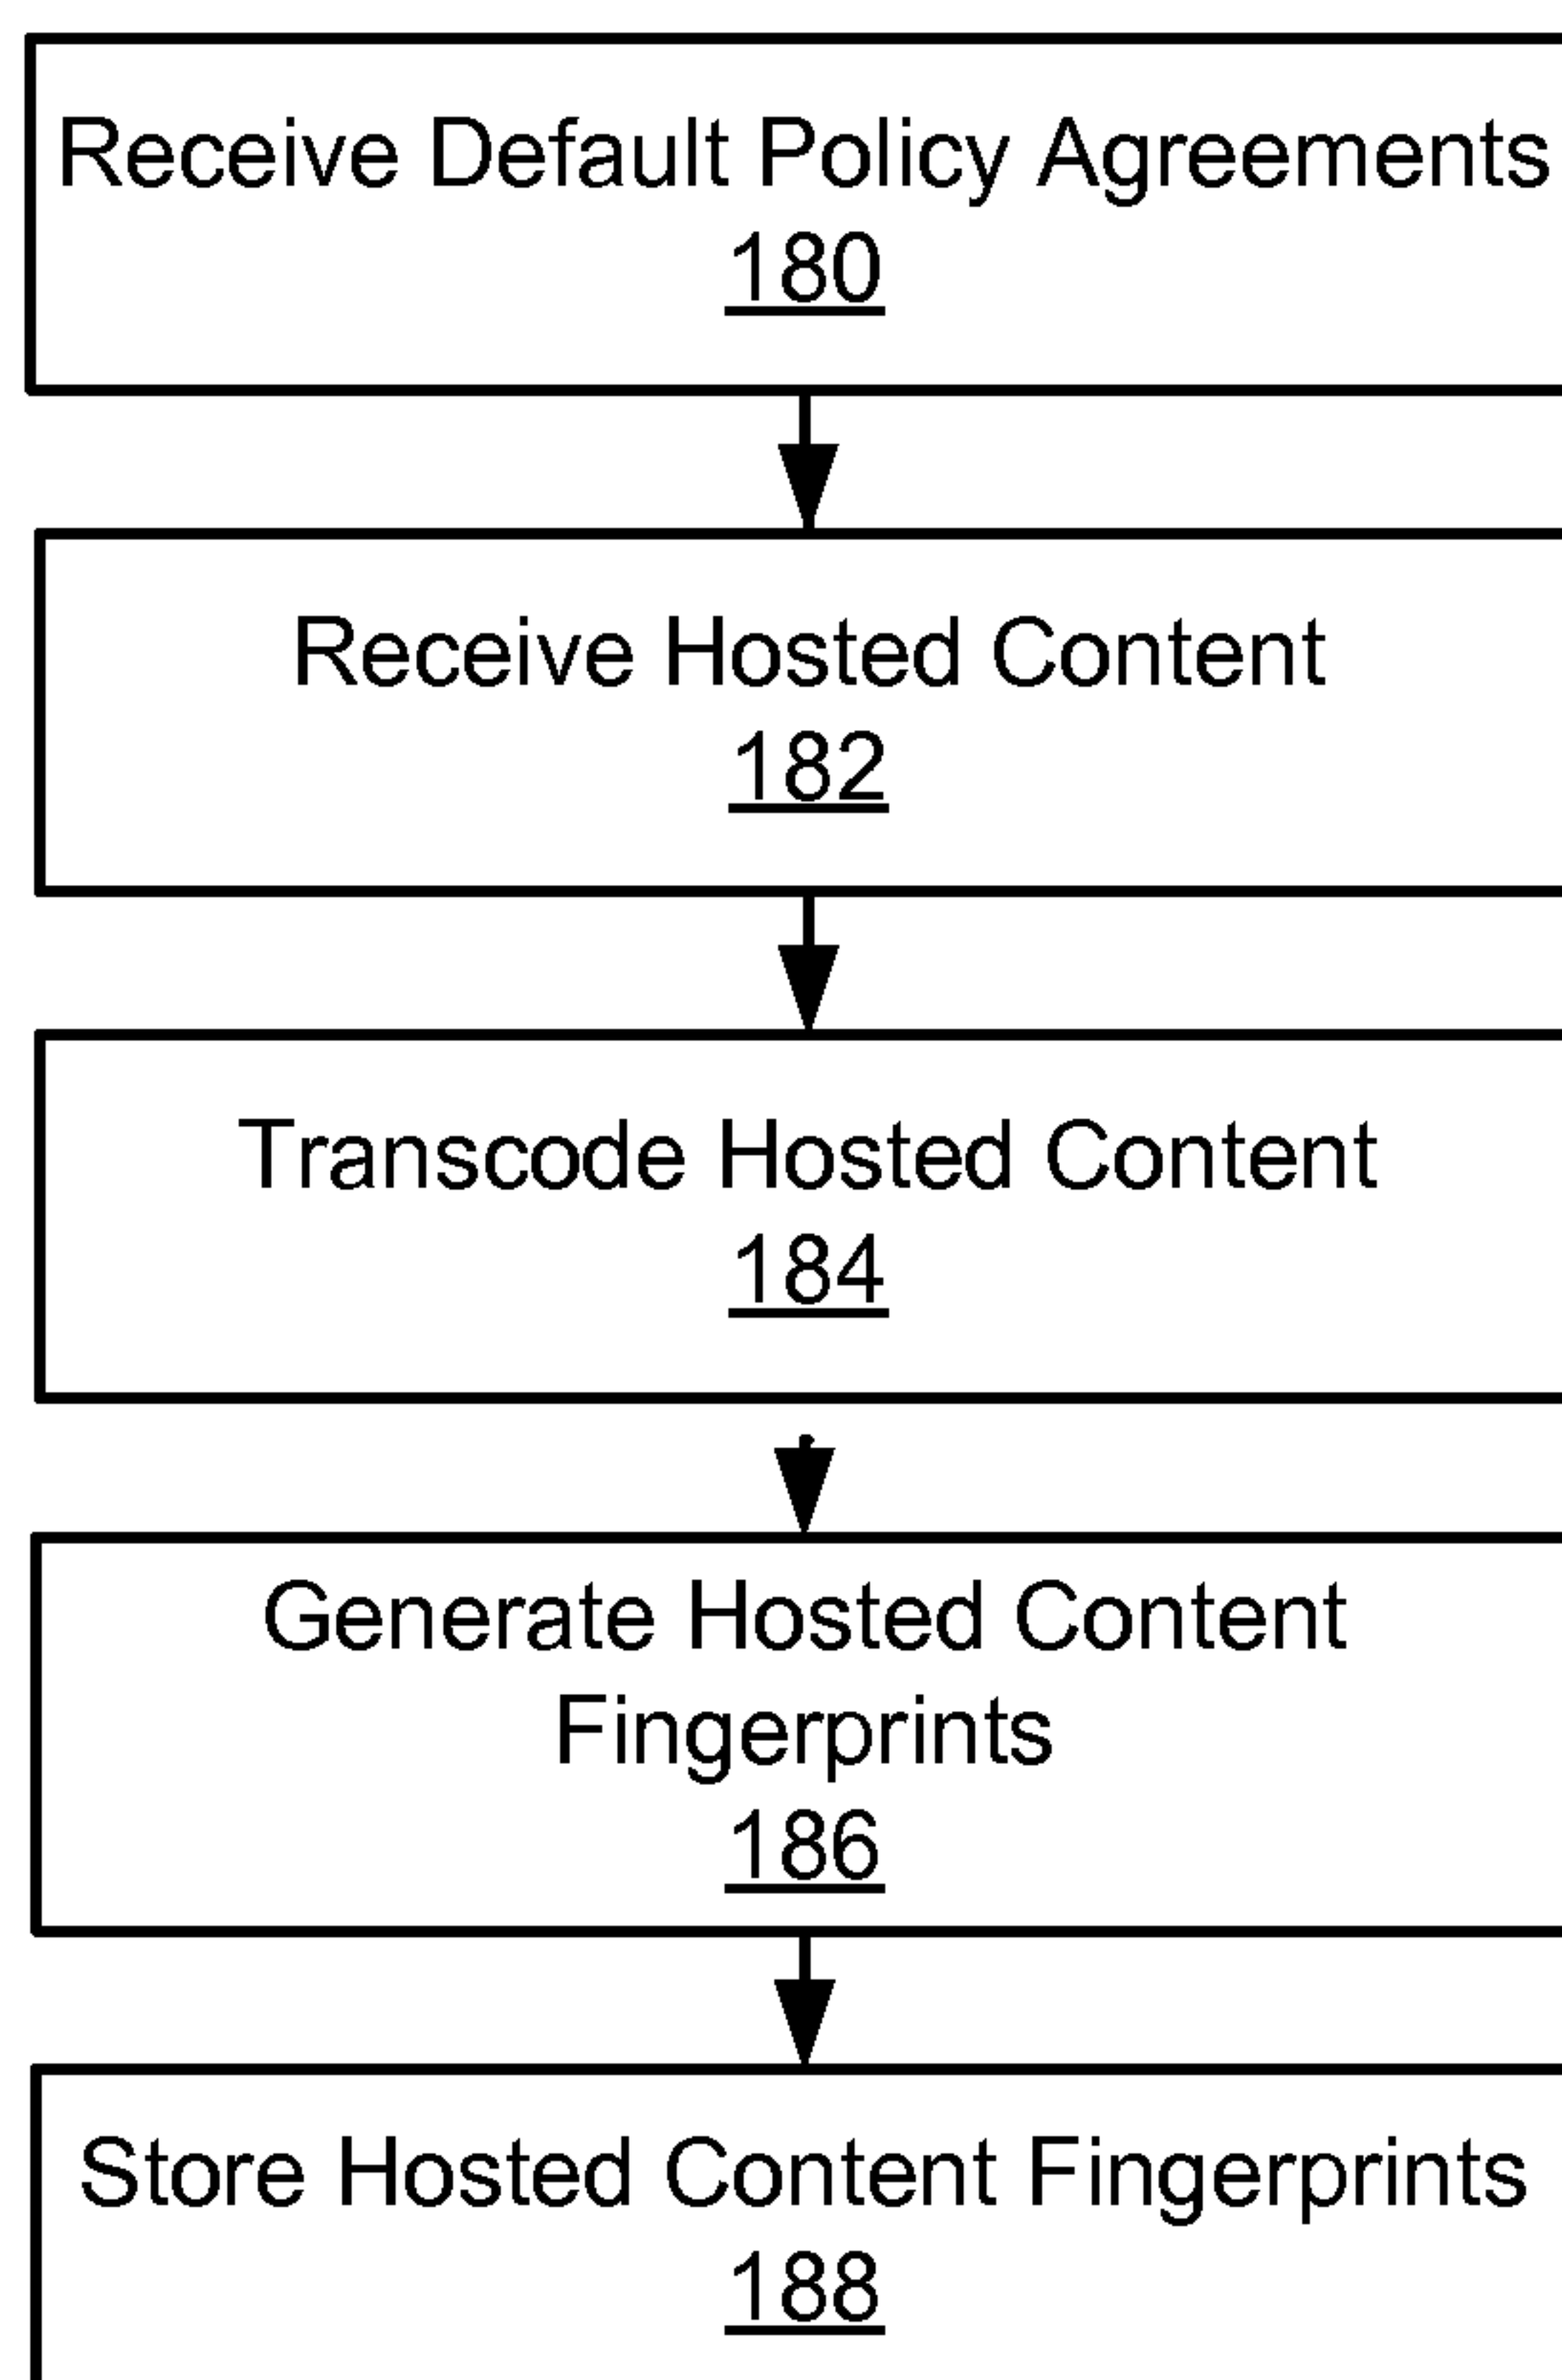 Receive Default Policy Agreements
180
Receive Hosted Content
182
Transcode Hosted Content
184
Generate Hosted Content
Fingerprints
186
Store Hosted Content Fingerprints
188